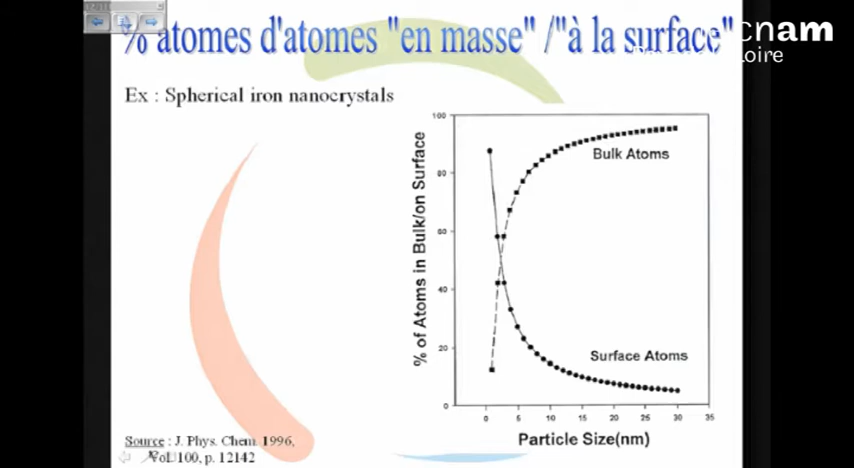 % atomes d'atomes "en masse" /"à la surface"
cnam
Loire
Ex : Spherical iron nanocrystals
% of Atoms in Bulk/on Surface
100
80
60
40
20
0
Bulk Atoms
Surface Atoms
0 5 10 15 20 25 30 35
Particle Size(nm)
Source : J. Phys. Chem. 1996,
Vol. 100, p. 12142